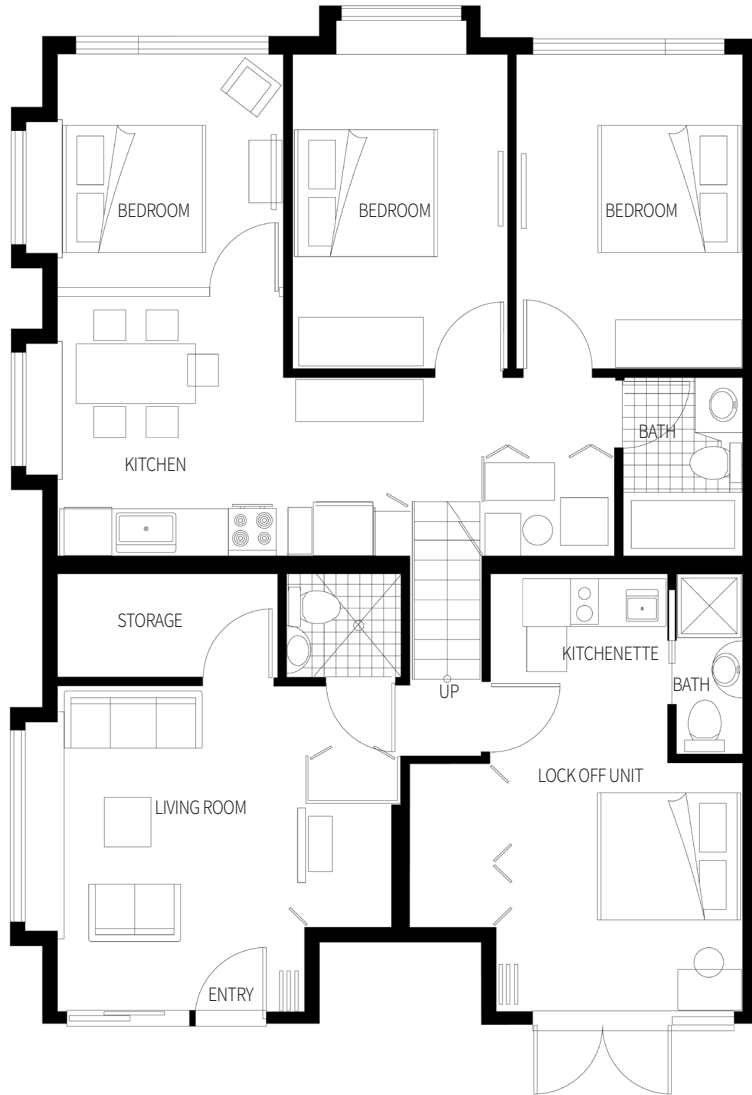 BEDROOM
BEDROOM
BEDROOM
BATH
KITCHEN
STORAGE
KITCHENETTE
BATH
UP
LOCK OFF UNIT
LIVING ROOM
ENTRY